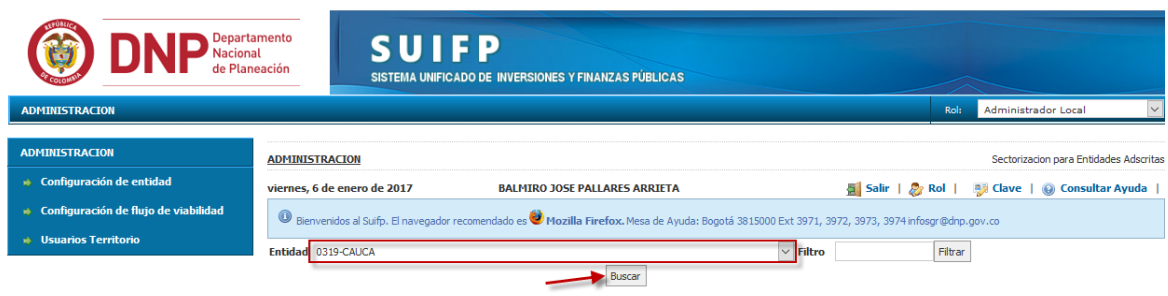 REPÚBLICA
DE COLOMBIA
DNP
Departamento
Nacional
de Planeación
SUIFP
SISTEMA UNIFICADO DE INVERSIONES Y FINANZAS PÚBLICAS
ADMINISTRACION Rol: Administrador Local
ADMINISTRACION
Configuración de entidad
Configuración de flujo de viabilidad
Usuarios Territorio
ADMINISTRACION Sectorizacion para Entidades Adscritas
viernes, 6 de enero de 2017 BALMIRO JOSE PALLARES ARRIETA Salir | Rol | Clave | Consultar Ayuda |
Bienvenidos al Suifp. El navegador recomendado es Mozilla Firefox. Mesa de Ayuda: Bogotá 3815000 Ext 3971, 3972, 3973, 3974 infosgr@dnp.gov.co
Entidad 0319-CAUCA Filtro Filtrar
Buscar